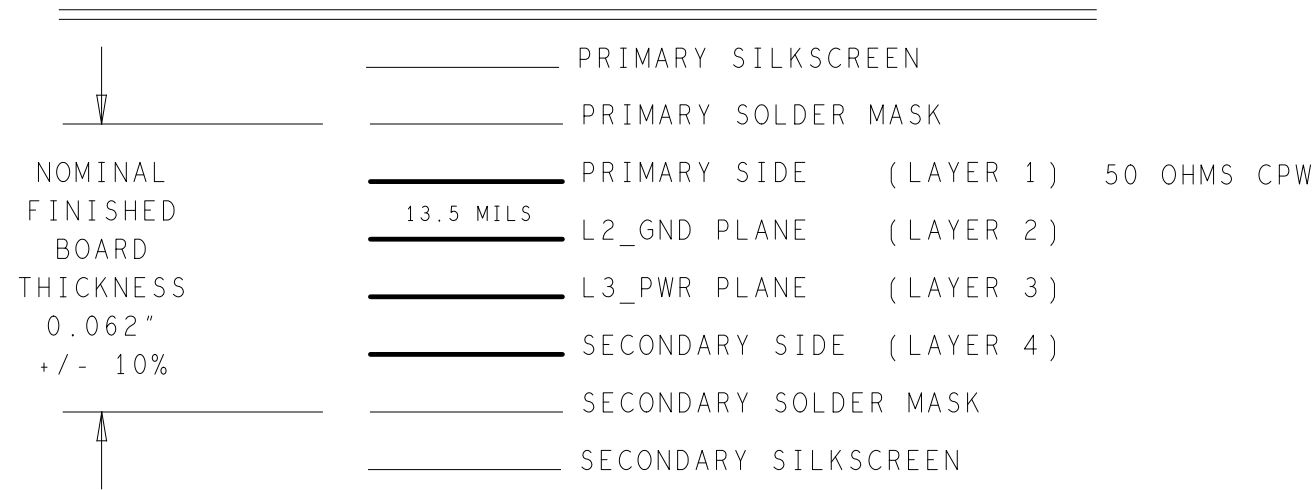 PRIMARY SILKSCREEN
PRIMARY SOLDER MASK
NOMINAL
FINISHED
BOARD
THICKNESS
0.062"
+/- 10%
PRIMARY SIDE (LAYER 1) 50 OHMS CPW
13.5 MILS
L2_GND PLANE (LAYER 2)
L3_PWR PLANE (LAYER 3)
SECONDARY SIDE (LAYER 4)
SECONDARY SOLDER MASK
SECONDARY SILKSCREEN